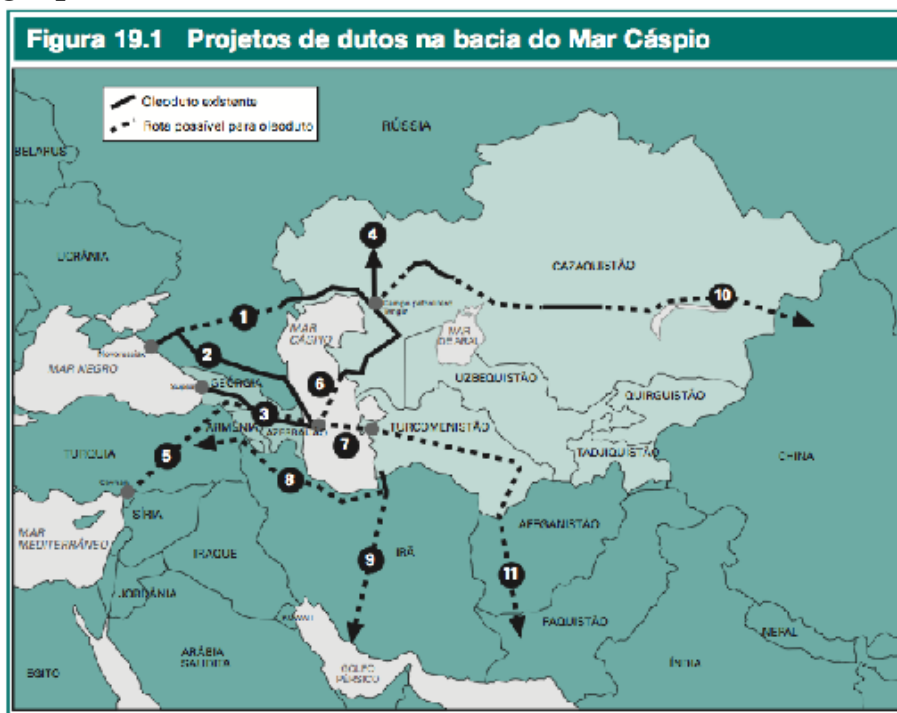 Figura 19.1 Projetos de dutos na bacia do Mar Cáspio
Oleoduto existente
Rota possível para oleoduto
RÚSSIA
BELARUS
4
UCRÂNIA
CAZAQUISTÃO
10
1
MAR
CÁSPIO
MAR
DE ARAL
2
MAR NEGRO
GEÓRGIA
6
UZBEQUISTÃO
QUIRGUISTÃO
3
ARMÊNIA
AZERBAIJÃO
7
TURCOMENISTÃO
TADJIQUISTÃO
TURQUIA
5
CHINA
8
SÍRIA
MAR
MEDITERRÂNEO
AFEGANISTÃO
IRAQUE
9
IRÃ
11
JORDÂNIA
PAQUISTÃO
KUWAIT
NEPAL
ARÁBIA
SAUDITA
GOLFO
PÉRSICO
ÍNDIA
EGITO